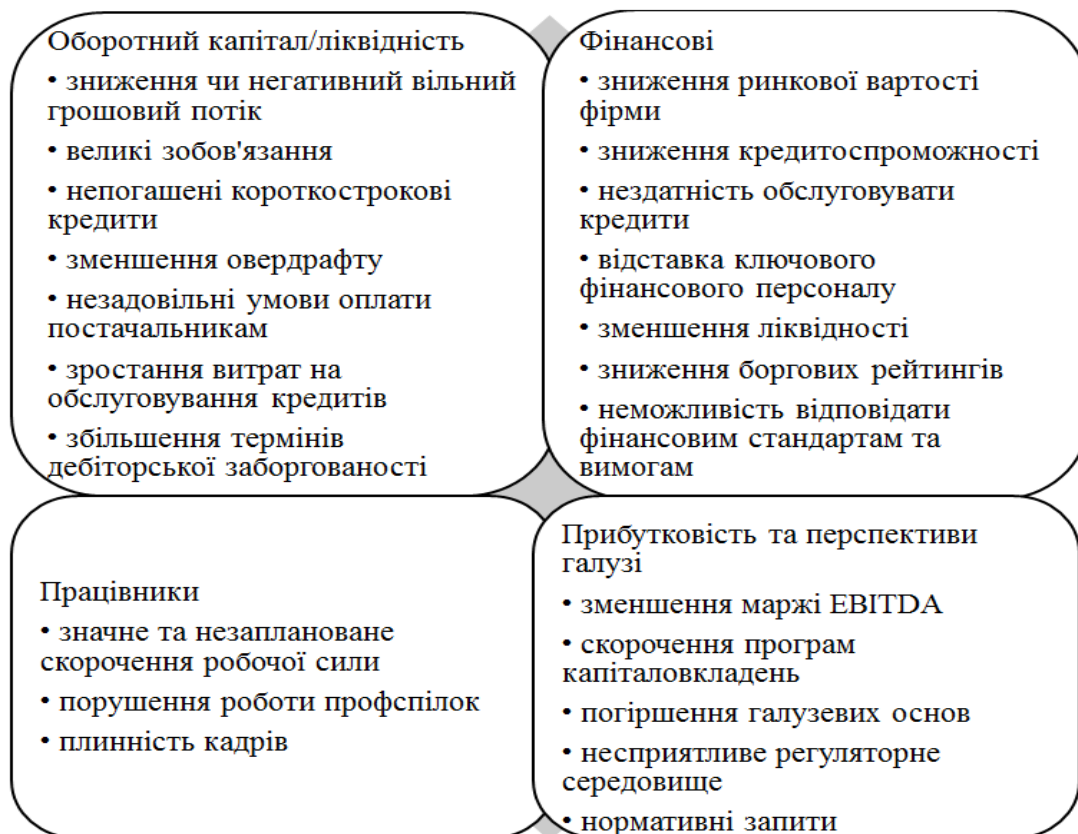 Оборотний капітал/ліквідність
• зниження чи негативний вільний
грошовий потік
• великі зобов'язання
• непогашені короткострокові
кредити
• зменшення овердрафту
• незадовільні умови оплати
постачальникам
• зростання витрат на
обслуговування кредитів
• збільшення термінів
дебіторської заборгованості
Фінансові
• зниження ринкової вартості
фірми
• зниження кредитоспроможності
• нездатність обслуговувати
кредити
• відставка ключового
фінансового персоналу
• зменшення ліквідності
• зниження боргових рейтингів
• неможливість відповідати
фінансовим стандартам та
вимогам
Працівники
• значне та незаплановане
скорочення робочої сили
• порушення роботи профспілок
• плинність кадрів
Прибутковість та перспективи
галузі
• зменшення маржі EBITDA
• скорочення програм
капіталовкладень
• погіршення галузевих основ
• несприятливе регуляторне
середовище
• нормативні запити